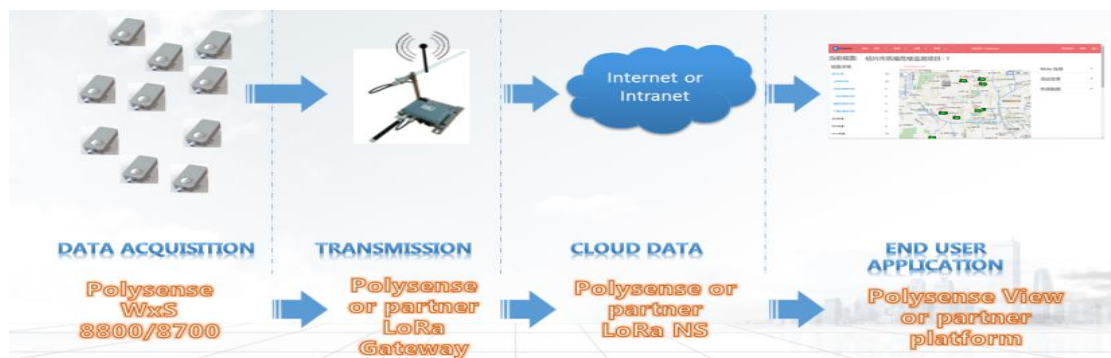 Internet or
Intranet
DATA ACQUISITION
TRANSMISSION
CLOUD DATA
END USER
APPLICATION
Polysense
WxS
8800/8700
Polysense
or partner
LoRa
Gateway
Polysense or
partner
LoRa NS
Polysense View
or partner
platform